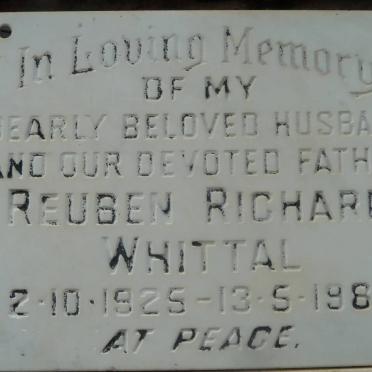 In Loving Memory
OF MY
DEARLY BELOVED HUSBA
AND OUR DEVOTED FATH
REUBEN RICHARD
WHITTAL
2·10·1925–13·5·198
AT PEACE.